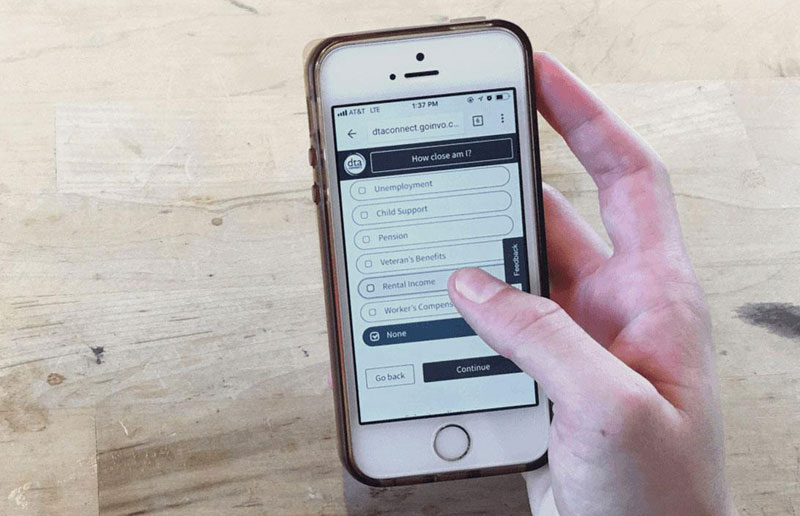 AT&T LTE 1:37 PM
dtaconnect.goinvo.c... 6
dta How close am I?
Unemployment
Child Support
Pension
Veteran's Benefits
Feedback
Rental Income
Worker's Compen
None
Go back Continue